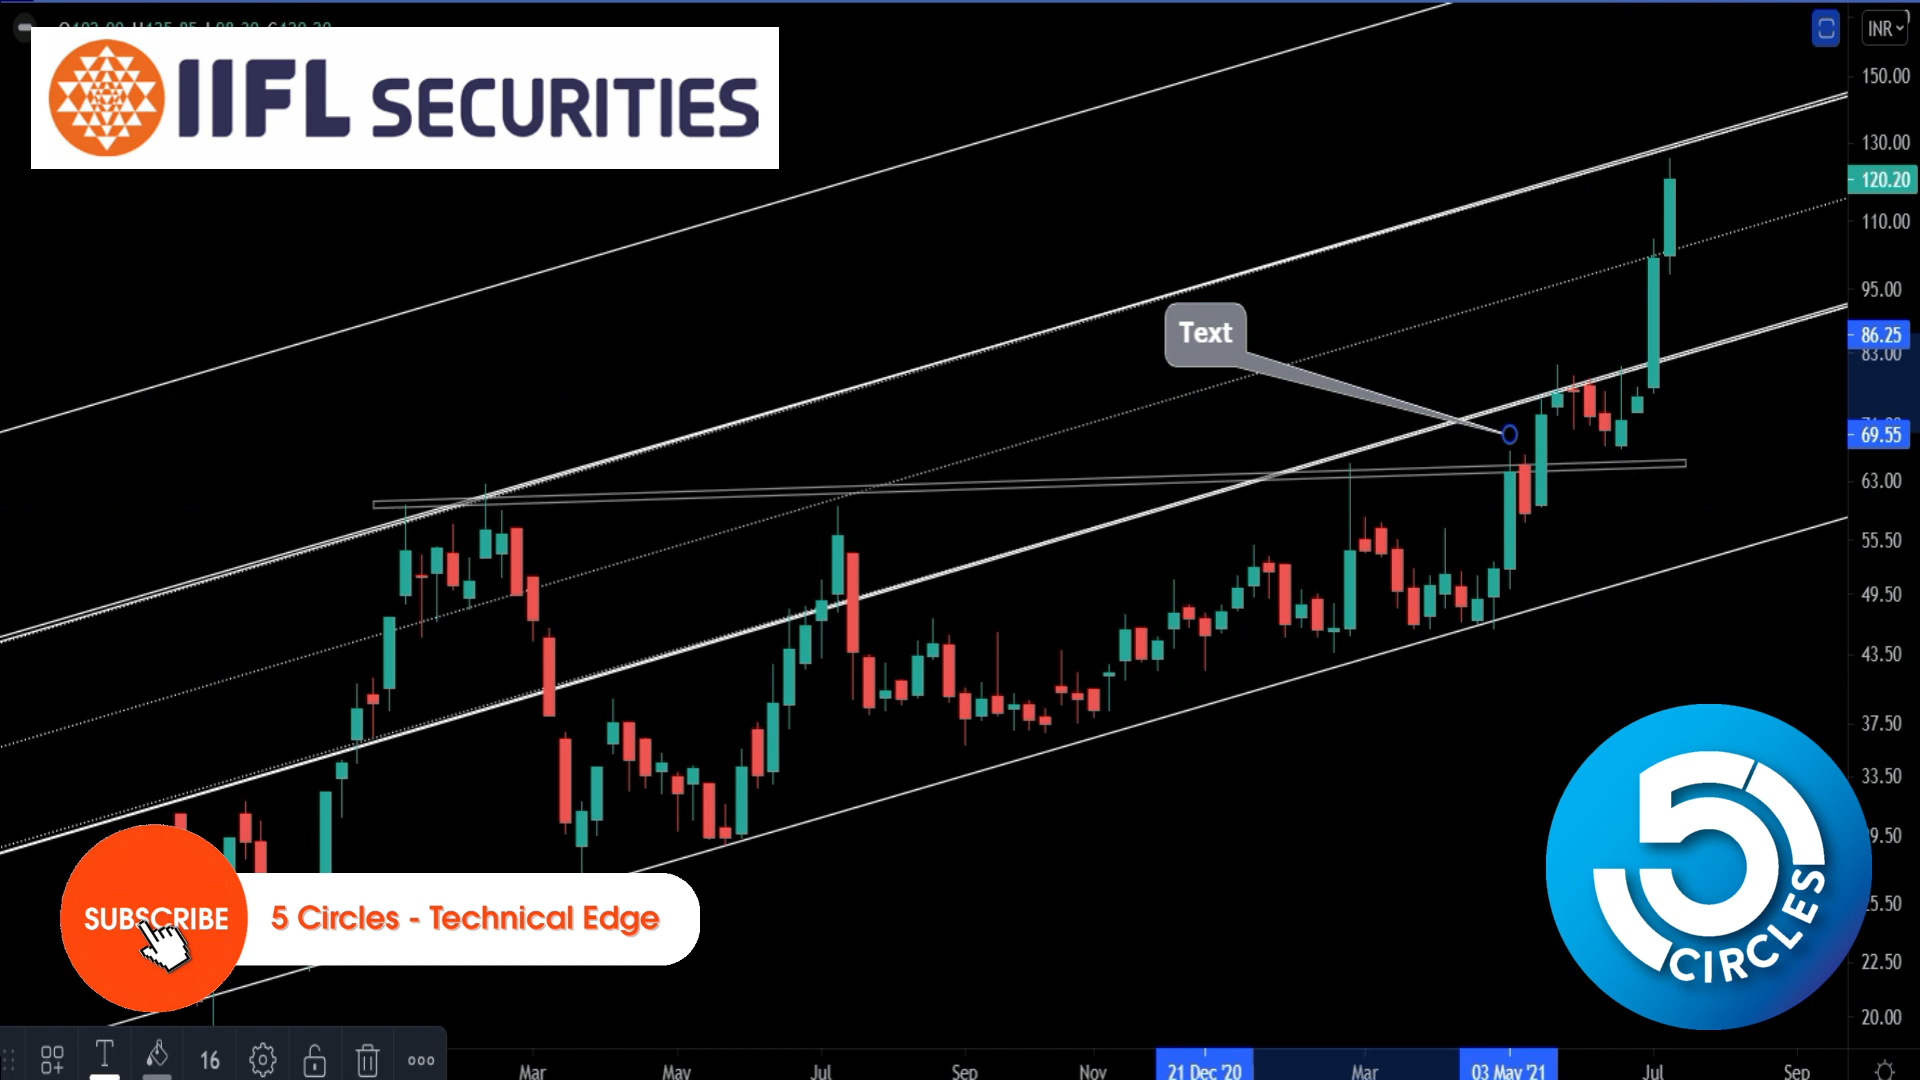 IIFL SECURITIES
INR
150.00
130.00
120.20
110.00
95.00
Text
86.25
83.00
69.55
63.00
55.50
49.50
43.50
37.50
33.50
5
CIRCLES
SUBSCRIBE
5 Circles - Technical Edge
22.50
20.00
16
Mar
May
Jul
Sep
Nov
21 Dec '20
Mar
03 May '21
Jul
Sep